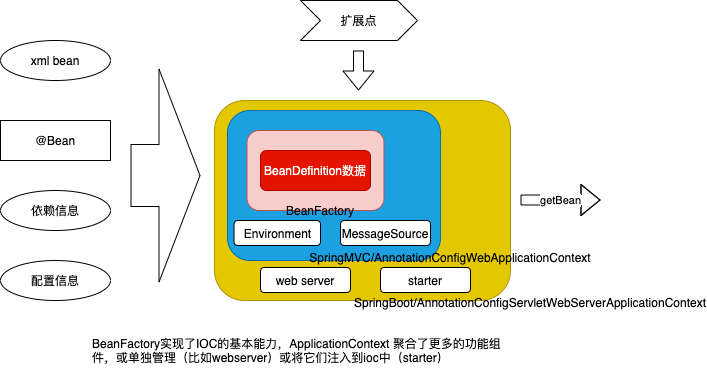 扩展点
xml bean
@Bean
依赖信息
配置信息
BeanDefinition数据
BeanFactory
Environment
MessageSource
SpringMVC/AnnotationConfigWebApplicationContext
web server
starter
SpringBoot/AnnotationConfigServletWebServerApplicationContext
getBean
BeanFactory实现了IOC的基本能力，ApplicationContext 聚合了更多的功能组
件，或单独管理（比如webserver）或将它们注入到ioc中（starter）